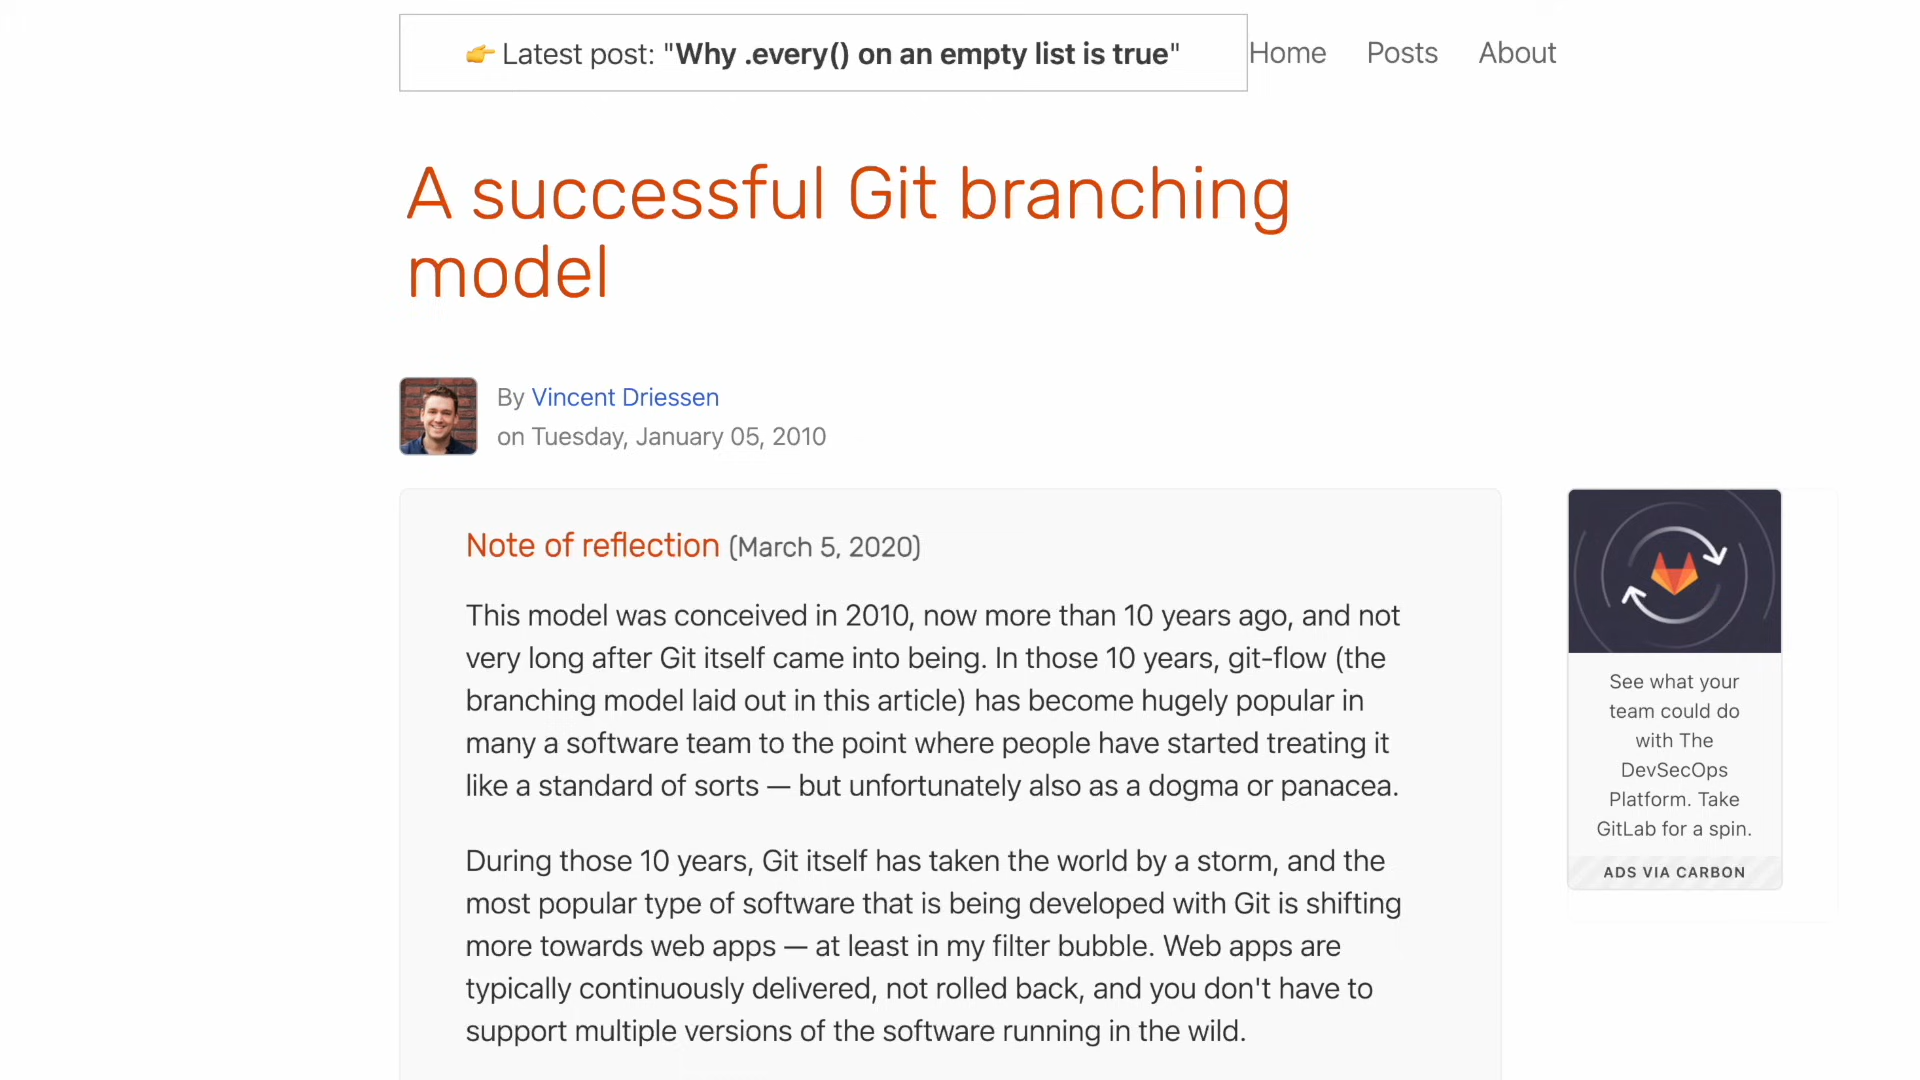 👉 Latest post: "Why .every() on an empty list is true"
Home Posts About
A successful Git branching
model
By Vincent Driessen
on Tuesday, January 05, 2010
Note of reflection (March 5, 2020)
This model was conceived in 2010, now more than 10 years ago, and not
very long after Git itself came into being. In those 10 years, git-flow (the
branching model laid out in this article) has become hugely popular in
many a software team to the point where people have started treating it
like a standard of sorts — but unfortunately also as a dogma or panacea.
During those 10 years, Git itself has taken the world by a storm, and the
most popular type of software that is being developed with Git is shifting
more towards web apps — at least in my filter bubble. Web apps are
typically continuously delivered, not rolled back, and you don't have to
support multiple versions of the software running in the wild.
See what your
team could do
with The
DevSecOps
Platform. Take
GitLab for a spin.
ADS VIA CARBON